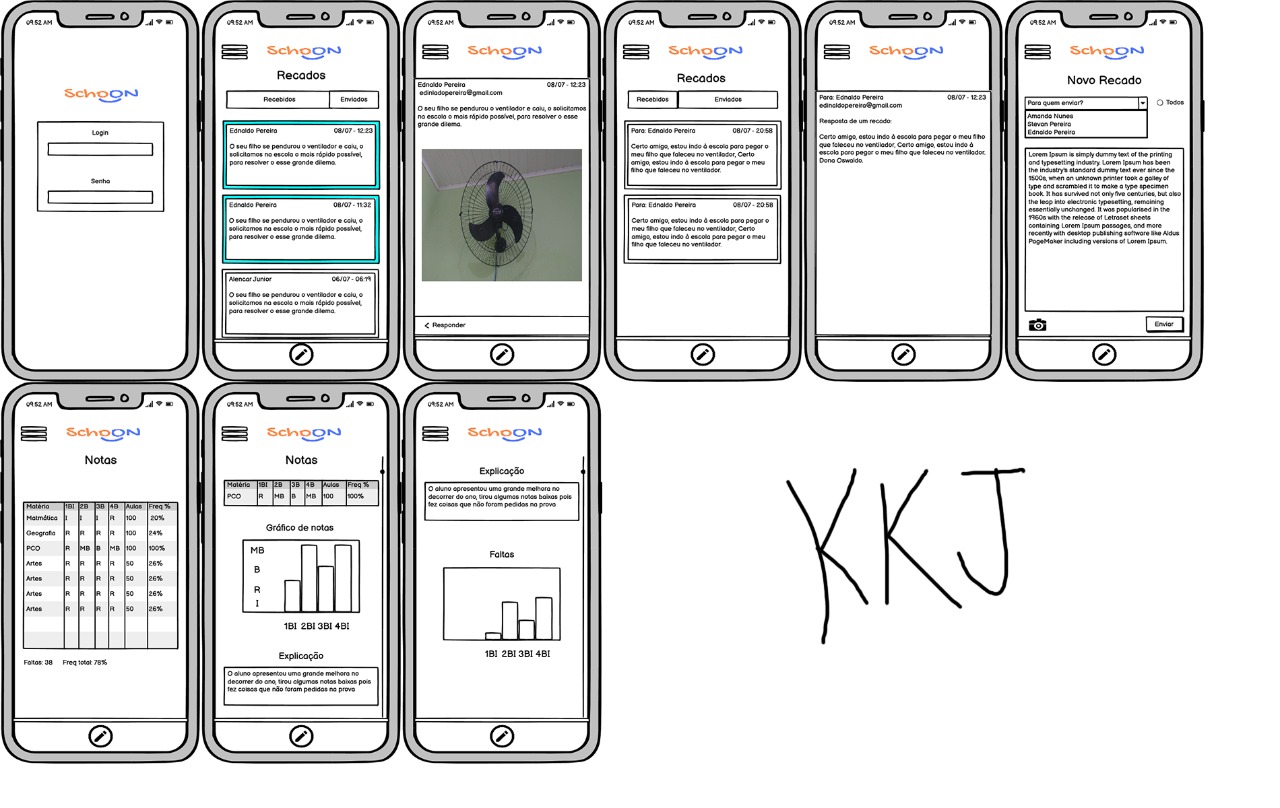 09:52 AM
SchoON
Login
Senha
09:52 AM
SchoON
Recados
Recebidos Enviados
Ednaldo Pereira 08/07 - 12:23
O seu filho se pendurou o ventilador e caiu, o
solicitamos na escola o mais rápido possível,
para resolver o esse grande dilema.
Ednaldo Pereira 08/07 - 11:32
O seu filho se pendurou o ventilador e caiu, o
solicitamos na escola o mais rápido possível,
para resolver o esse grande dilema.
Alencar Junior 06/07 - 06:19
O seu filho se pendurou o ventilador e caiu, o
solicitamos na escola o mais rápido possível,
para resolver o esse grande dilema.
09:52 AM
SchoON
Ednaldo Pereira 08/07 - 12:23
edinladopereira@gmail.com
O seu filho se pendurou o ventilador e caiu, o solicitamos
na escola o mais rápido possível, para resolver o esse
grande dilema.
< Responder
09:52 AM
SchoON
Recados
Recebidos Enviados
Para: Ednaldo Pereira 08/07 - 20:58
Certo amigo, estou indo à escola para pegar o
meu filho que faleceu no ventilador, Certo
amigo, estou indo à escola para pegar o meu
filho que faleceu no ventilador.
Para: Ednaldo Pereira 08/07 - 20:58
Certo amigo, estou indo à escola para pegar o
meu filho que faleceu no ventilador, Certo
amigo, estou indo à escola para pegar o meu
filho que faleceu no ventilador.
09:52 AM
SchoON
Para: Ednaldo Pereira 08/07 - 12:23
edinaldopereira@gmail.com
Resposta de um recado:
Certo amigo, estou indo à escola para pegar o meu filho
que faleceu no ventilador, Certo amigo, estou indo à
escola para pegar o meu filho que faleceu no ventilador.
Dona Oswaldo.
09:52 AM
SchoON
Novo Recado
Para quem enviar? Todos
Amanda Nunes
Stevan Pereira
Ednaldo Pereira
Lorem Ipsum is simply dummy text of the printing
and typesetting industry. Lorem Ipsum has been
the industry's standard dummy text ever since the
1500s, when an unknown printer took a galley of
type and scrambled it to make a type specimen
book. It has survived not only five centuries, but also
the leap into electronic typesetting, remaining
essentially unchanged. It was popularised in the
1960s with the release of Letraset sheets
containing Lorem Ipsum passages, and more
recently with desktop publishing software like Aldus
PageMaker including versions of Lorem Ipsum.
Enviar
09:52 AM
SchoON
Notas
Matéria 1BI 2B 3B 4B Aulas Freq %
Matmática I I I R 100 20%
Geografia R R R R 100 24%
PCO R MB B MB 100 100%
Artes R R R R 50 26%
Artes R R R R 50 26%
Artes R R R R 50 26%
Artes R R R R 50 26%
Faltas: 38 Freq total: 78%
09:52 AM
SchoON
Notas
Matéria 1BI 2B 3B 4B Aulas Freq %
PCO R MB B MB 100 100%
Gráfico de notas
MB
B
R
I
1BI 2BI 3BI 4BI
Explicação
O aluno apresentou uma grande melhora no
decorrer do ano, tirou algumas notas baixas pois
fez coisas que não foram pedidas na prova
09:52 AM
SchoON
Explicação
O aluno apresentou uma grande melhora no
decorrer do ano, tirou algumas notas baixas pois
fez coisas que não foram pedidas na prova
Faltas
1BI 2BI 3BI 4BI
KKJ